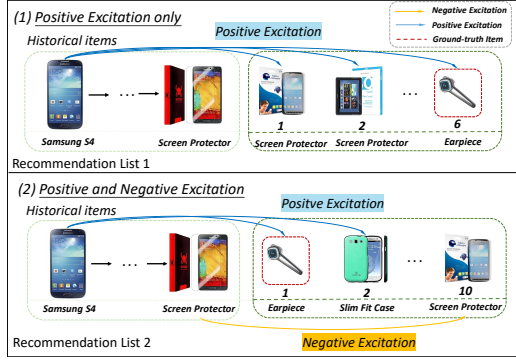 Negative Excitation
Positive Excitation
Ground-truth Item
(1) Positive Excitation only
Positive Excitation
Historical items
1
2
6
Samsung S4
Screen Protector
Screen Protector
Screen Protector
Earpiece
Recommendation List 1
(2) Positive and Negative Excitation
Positve Excitation
Historical items
1
2
10
Samsung S4
Screen Protector
Earpiece
Slim Fit Case
Screen Protector
Recommendation List 2
Negative Excitation